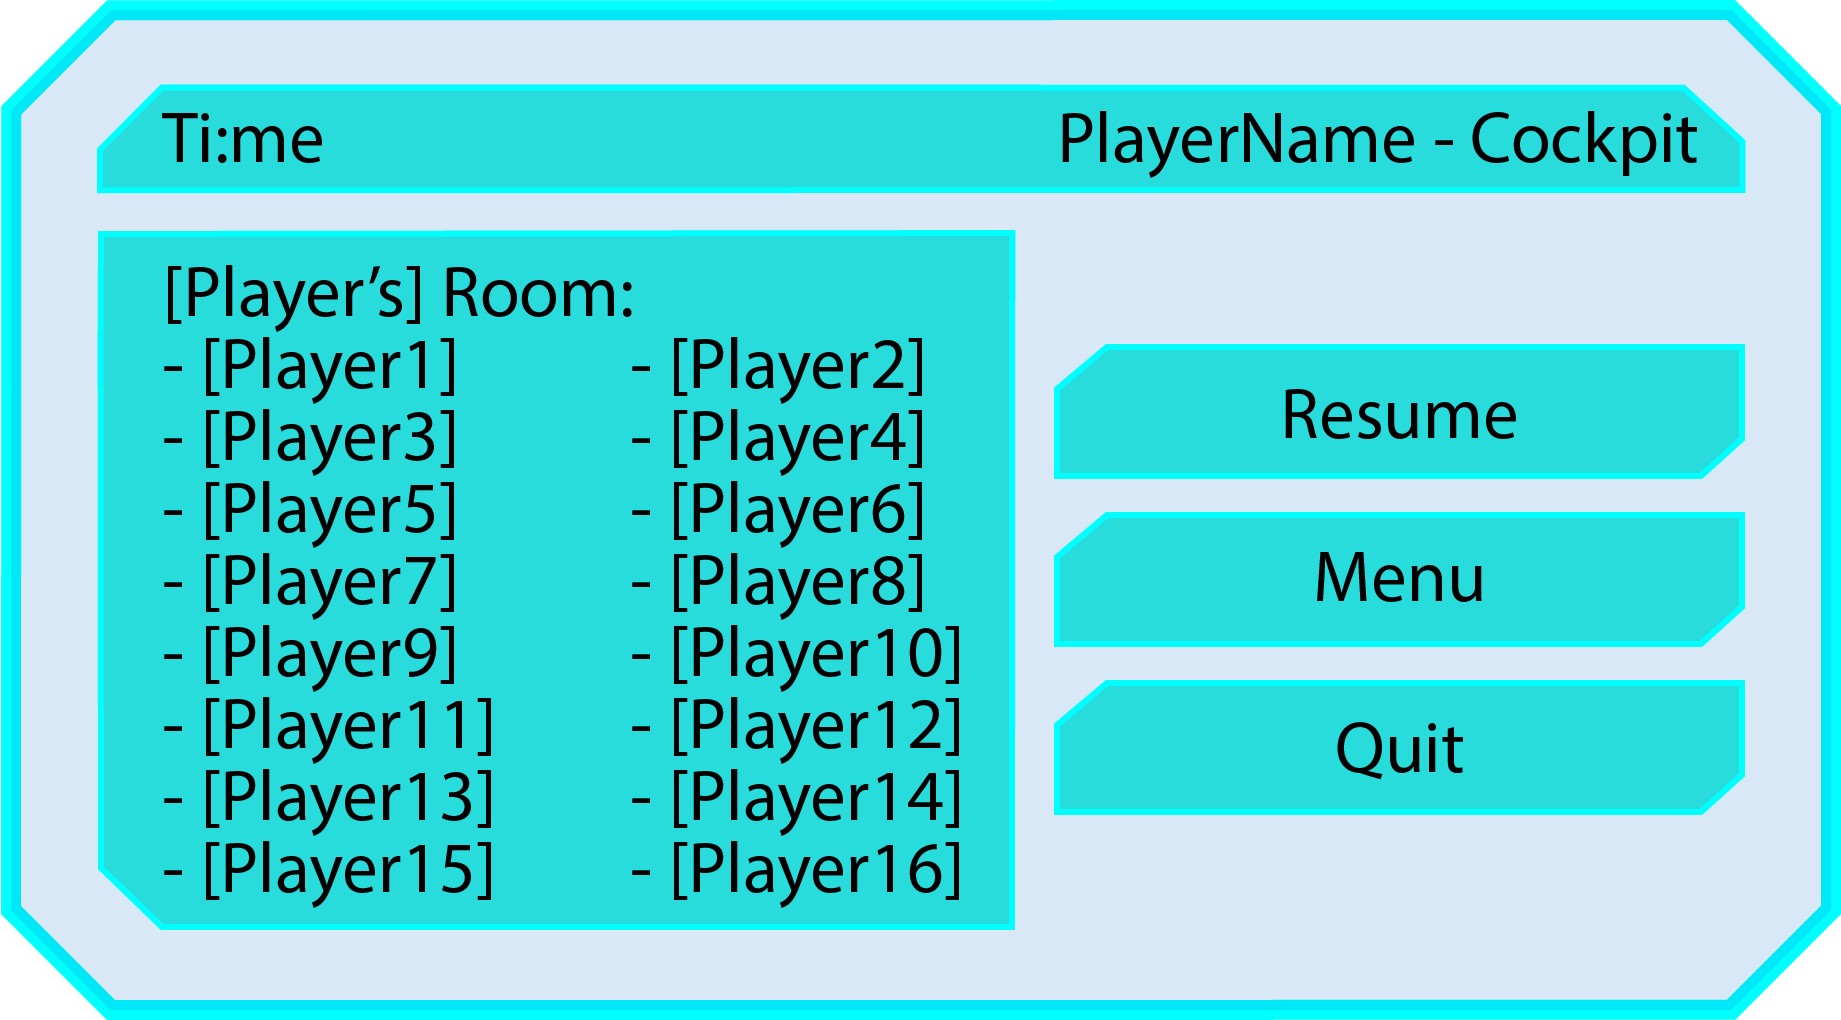 Ti:me PlayerName - Cockpit
[Player’s] Room:
- [Player1] - [Player2]
- [Player3] - [Player4]
- [Player5] - [Player6]
- [Player7] - [Player8]
- [Player9] - [Player10]
- [Player11] - [Player12]
- [Player13] - [Player14]
- [Player15] - [Player16]
Resume
Menu
Quit